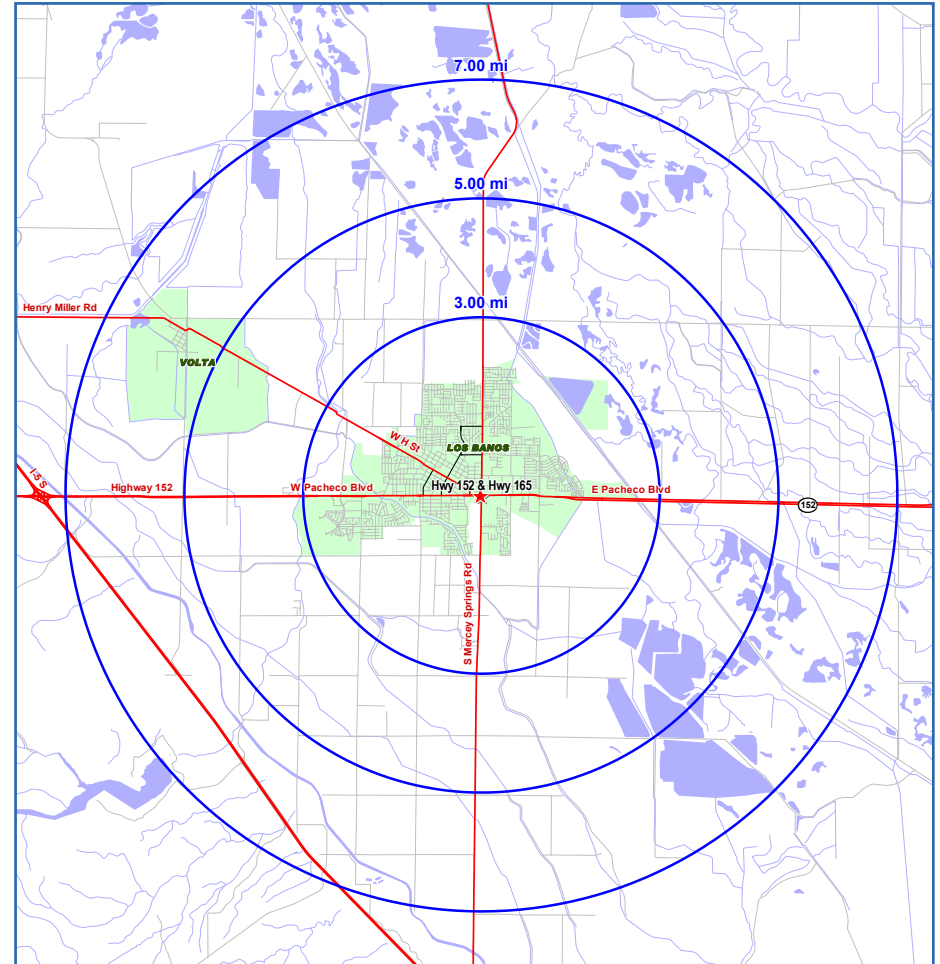 7.00 mi
5.00 mi
3.00 mi
Henry Miller Rd
VOLTA
W H St
LOS BANOS
I-5 S
Highway 152
W Pacheco Blvd
Hwy 152 & Hwy 165
E Pacheco Blvd
152
S Mercey Springs Rd